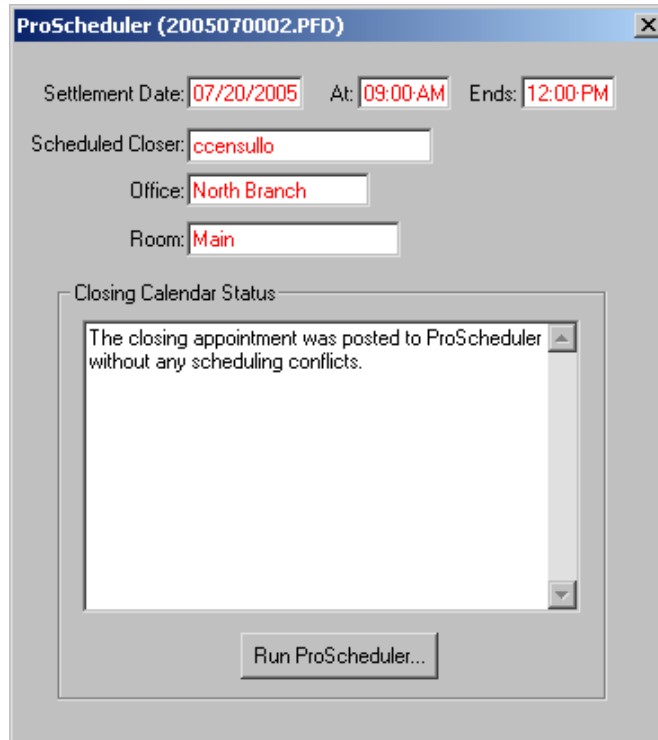 ProScheduler (2005070002.PFD)
Settlement Date: 07/20/2005 At: 09:00·AM Ends: 12:00·PM
Scheduled Closer: ccensullo
Office: North Branch
Room: Main
Closing Calendar Status
The closing appointment was posted to ProScheduler
without any scheduling conflicts.
Run ProScheduler...